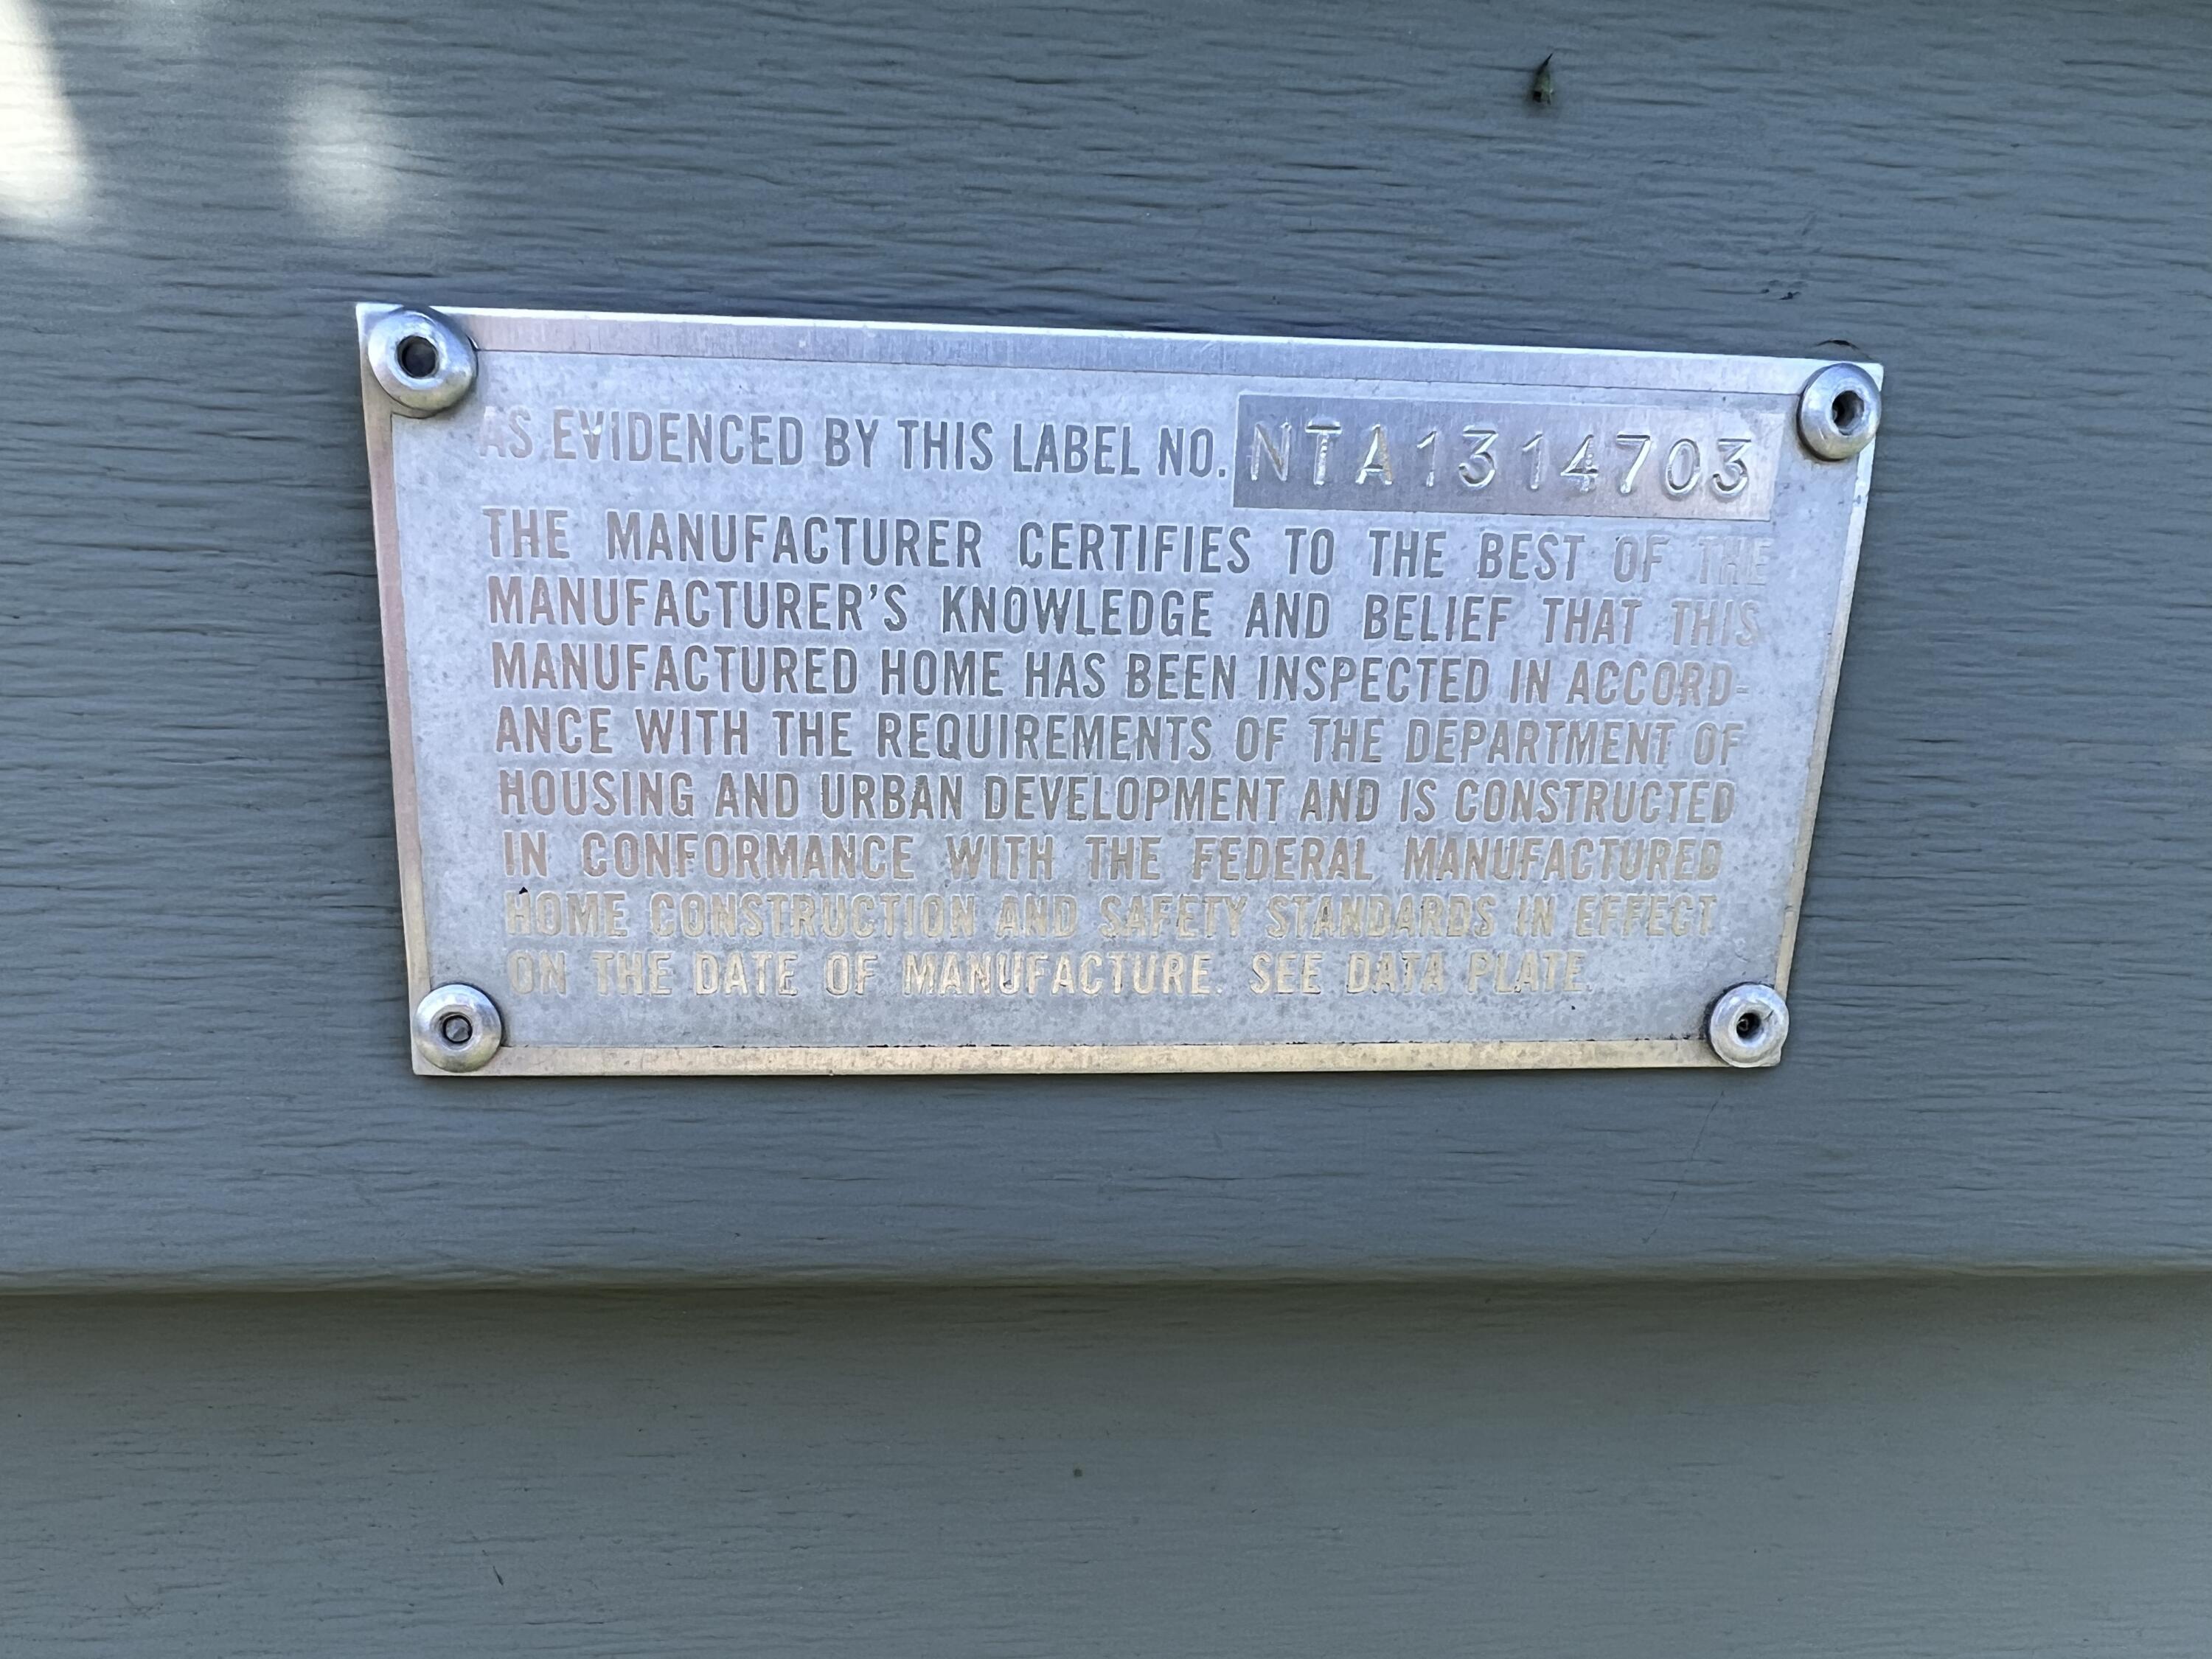 AS EVIDENCED BY THIS LABEL NO. NTA1314703
THE MANUFACTURER CERTIFIES TO THE BEST OF THE
MANUFACTURER'S KNOWLEDGE AND BELIEF THAT THIS
MANUFACTURED HOME HAS BEEN INSPECTED IN ACCORD-
ANCE WITH THE REQUIREMENTS OF THE DEPARTMENT OF
HOUSING AND URBAN DEVELOPMENT AND IS CONSTRUCTED
IN CONFORMANCE WITH THE FEDERAL MANUFACTURED
HOME CONSTRUCTION AND SAFETY STANDARDS IN EFFECT
ON THE DATE OF MANUFACTURE. SEE DATA PLATE.